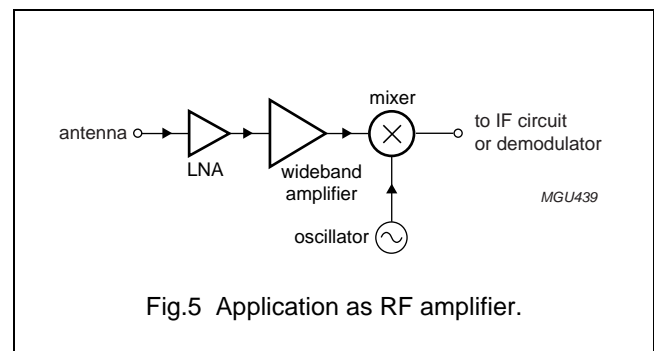 mixer
antenna
to IF circuit
or demodulator
LNA
wideband
amplifier
MGU439
oscillator
Fig.5 Application as RF amplifier.